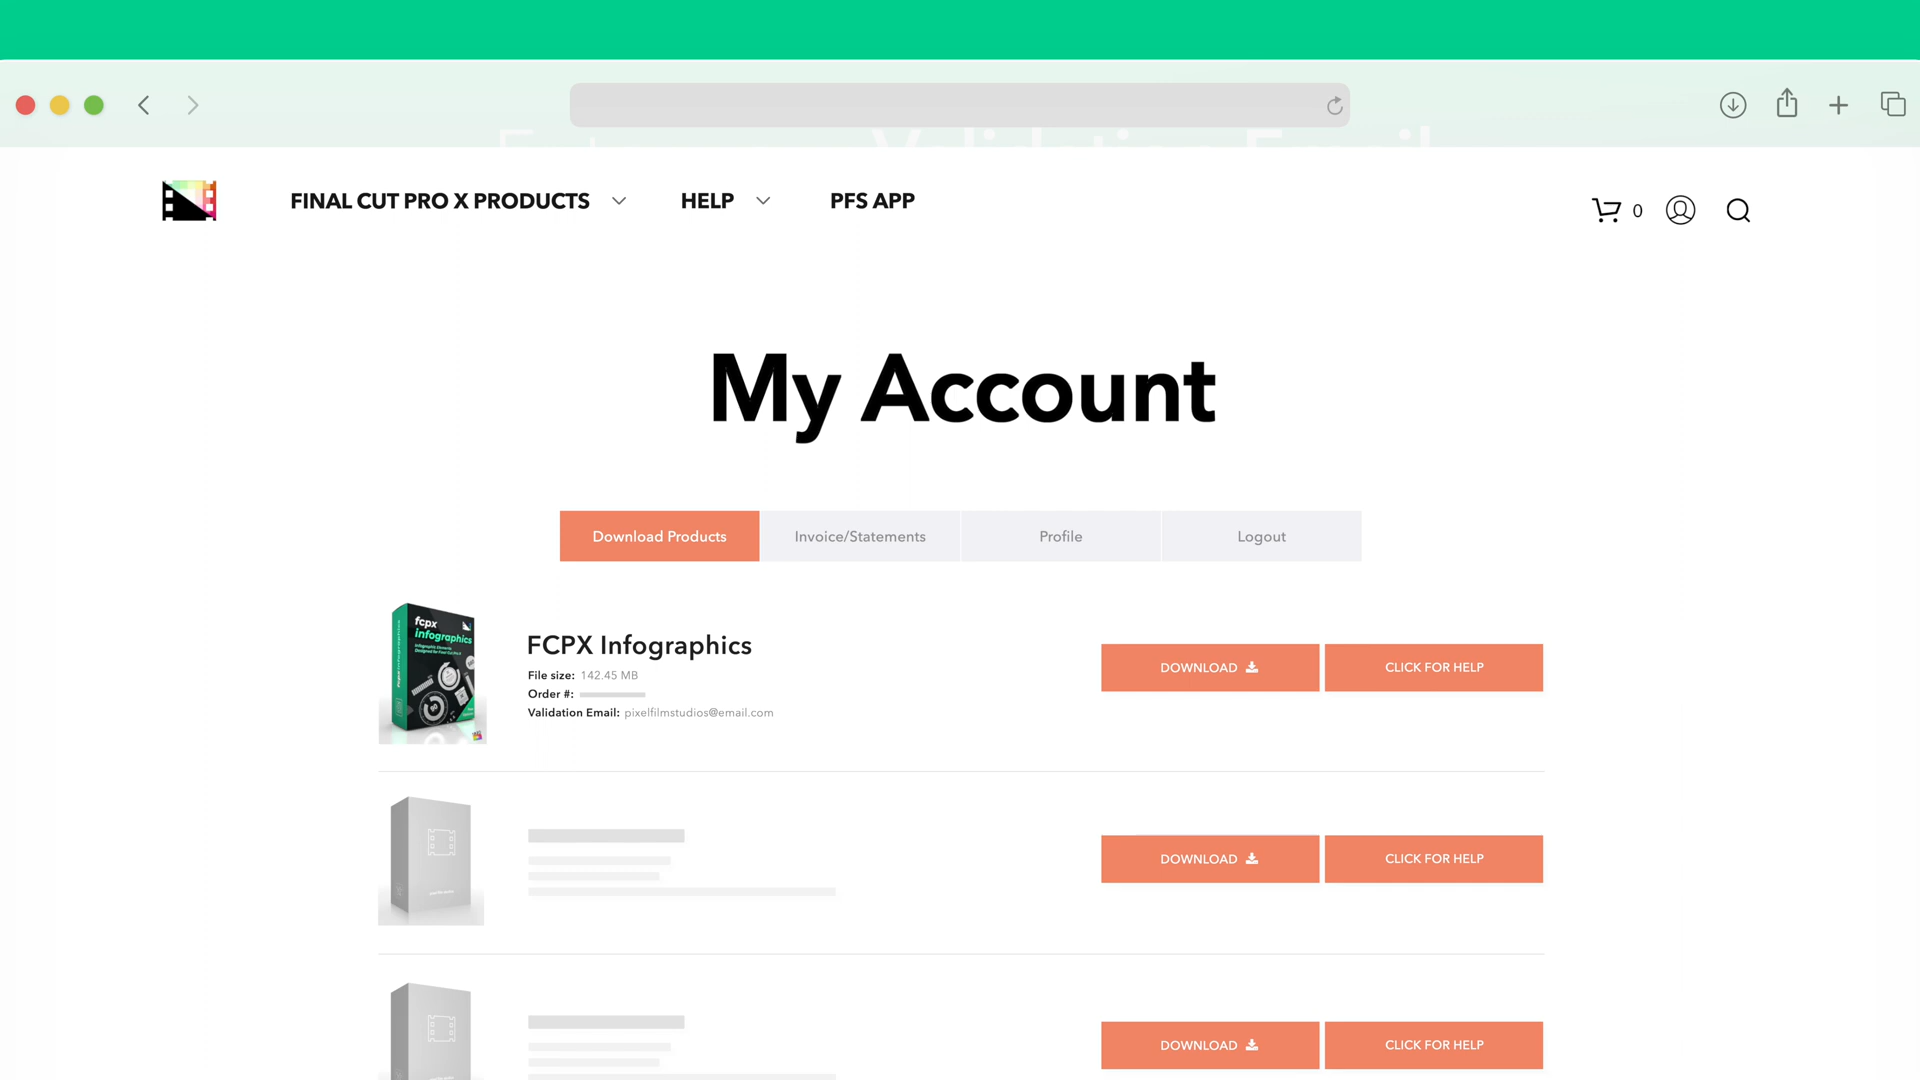 FINAL CUT PRO X PRODUCTS
HELP
PFS APP
0
My Account
Download Products
Invoice/Statements
Profile
Logout
fcpx
infographics
FCPX Infographics
File size: 142.45 MB
Order #:
Validation Email: pixelfilmstudios@email.com
DOWNLOAD
CLICK FOR HELP
DOWNLOAD
CLICK FOR HELP
DOWNLOAD
CLICK FOR HELP